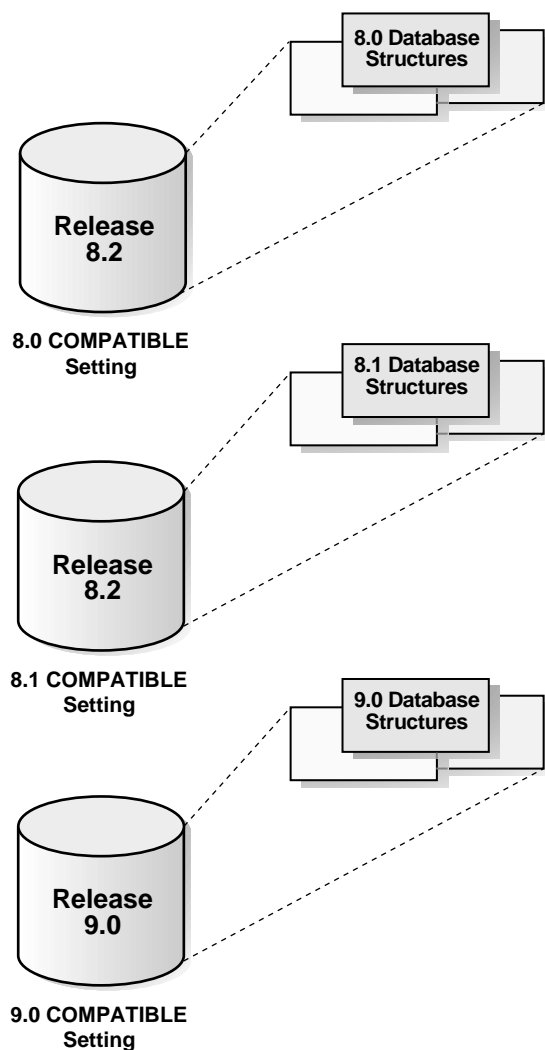 8.0 Database
Structures
Release
8.2
8.0 COMPATIBLE
Setting
8.1 Database
Structures
Release
8.2
8.1 COMPATIBLE
Setting
9.0 Database
Structures
Release
9.0
9.0 COMPATIBLE
Setting